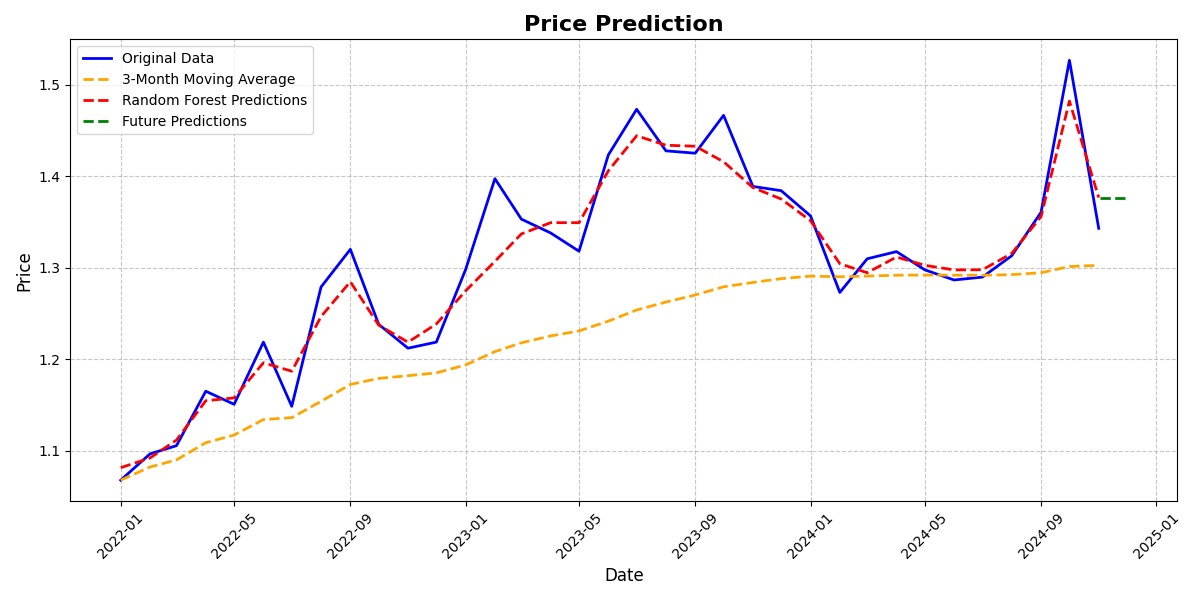 Price Prediction
Original Data
3-Month Moving Average
Random Forest Predictions
Future Predictions
Price
1.5
1.4
1.3
1.2
1.1
2022-01
2022-05
2022-09
2023-01
2023-05
2023-09
2024-01
2024-05
2024-09
2025-01
Date